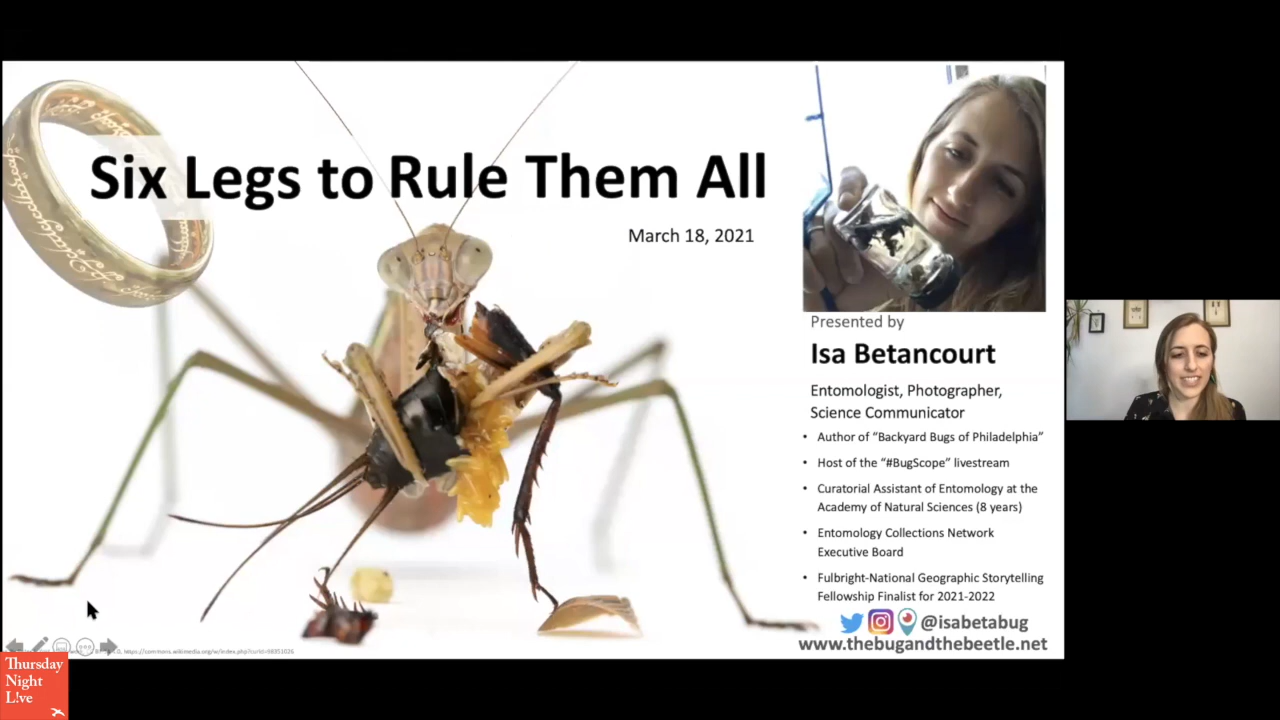 Six Legs to Rule Them All
March 18, 2021
Presented by
Isa Betancourt
Entomologist, Photographer,
Science Communicator
• Author of “Backyard Bugs of Philadelphia”
• Host of the “#BugScope” livestream
• Curatorial Assistant of Entomology at the
Academy of Natural Sciences (8 years)
• Entomology Collections Network
Executive Board
• Fulbright-National Geographic Storytelling
Fellowship Finalist for 2021-2022
@isabetabug
www.thebugandthebeetle.net
Thursday
Night
L!ve